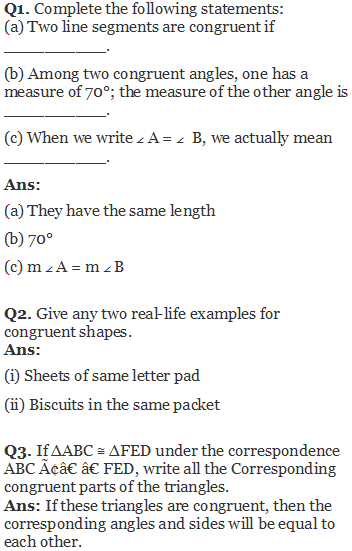 Q1. Complete the following statements:
(a) Two line segments are congruent if
____________.
(b) Among two congruent angles, one has a
measure of 70°; the measure of the other angle is
____________.
(c) When we write ∠ A = ∠ B, we actually mean
____________.
Ans:
(a) They have the same length
(b) 70°
(c) m ∠ A = m ∠ B
Q2. Give any two real-life examples for
congruent shapes.
Ans:
(i) Sheets of same letter pad
(ii) Biscuits in the same packet
Q3. If ΔABC ≅ ΔFED under the correspondence
ABC Ã¢â€ â€ FED, write all the Corresponding
congruent parts of the triangles.
Ans: If these triangles are congruent, then the
corresponding angles and sides will be equal to
each other.